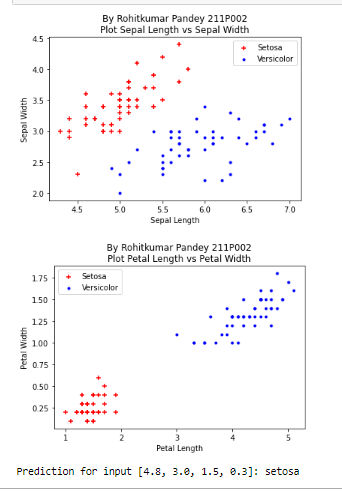 By Rohitkumar Pandey 211P002
Plot Sepal Length vs Sepal Width
4.5
4.0
3.5
3.0
2.5
2.0
Sepal Width
Setosa
Versicolor
4.5 5.0 5.5 6.0 6.5 7.0
Sepal Length
By Rohitkumar Pandey 211P002
Plot Petal Length vs Petal Width
1.75
1.50
1.25
1.00
0.75
0.50
0.25
Petal Width
Setosa
Versicolor
1 2 3 4 5
Petal Length
Prediction for input [4.8, 3.0, 1.5, 0.3]: setosa